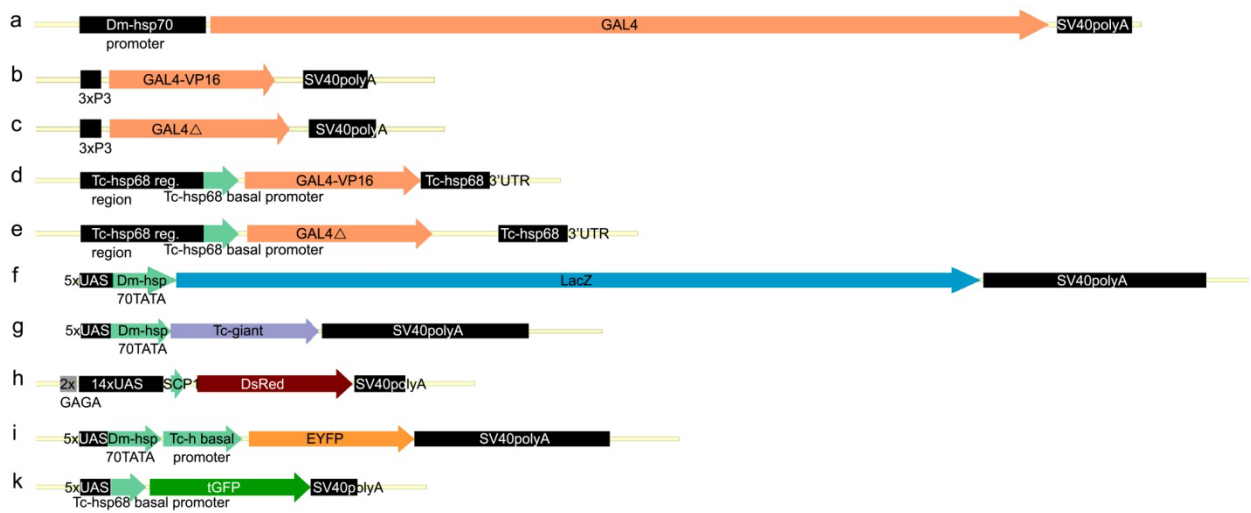 a Dm-hsp70 GAL4 SV40polyA
promoter
b GAL4-VP16 SV40polyA
3xP3
c GAL4△ SV40polyA
3xP3
d Tc-hsp68 reg. GAL4-VP16 Tc-hsp68 3'UTR
region Tc-hsp68 basal promoter
e Tc-hsp68 reg. GAL4△ Tc-hsp68 3'UTR
region Tc-hsp68 basal promoter
f 5xUAS Dm-hsp LacZ SV40polyA
70TATA
g 5xUAS Dm-hsp Tc-giant SV40polyA
70TATA
h 2x 14xUAS SCP1 DsRed SV40polyA
GAGA
i 5xUAS Dm-hsp Tc-h basal EYFP SV40polyA
70TATA promoter
k 5xUAS tGFP SV40polyA
Tc-hsp68 basal promoter